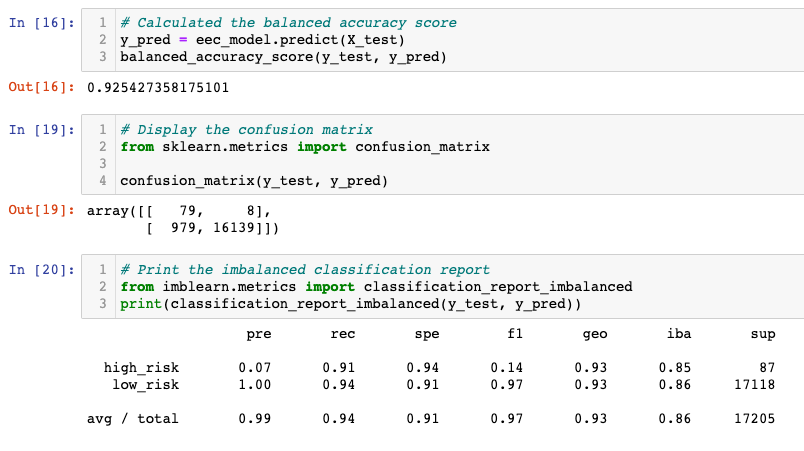 In [16]: 1 # Calculated the balanced accuracy score
2 y_pred = eec_model.predict(X_test)
3 balanced_accuracy_score(y_test, y_pred)
Out[16]: 0.925427358175101
In [19]: 1 # Display the confusion matrix
2 from sklearn.metrics import confusion_matrix
3
4 confusion_matrix(y_test, y_pred)
Out[19]: array([[   79,     8],
       [  979, 16139]])
In [20]: 1 # Print the imbalanced classification report
2 from imblearn.metrics import classification_report_imbalanced
3 print(classification_report_imbalanced(y_test, y_pred))
pre rec spe f1 geo iba sup
high_risk 0.07 0.91 0.94 0.14 0.93 0.85 87
low_risk 1.00 0.94 0.91 0.97 0.93 0.86 17118
avg / total 0.99 0.94 0.91 0.97 0.93 0.86 17205